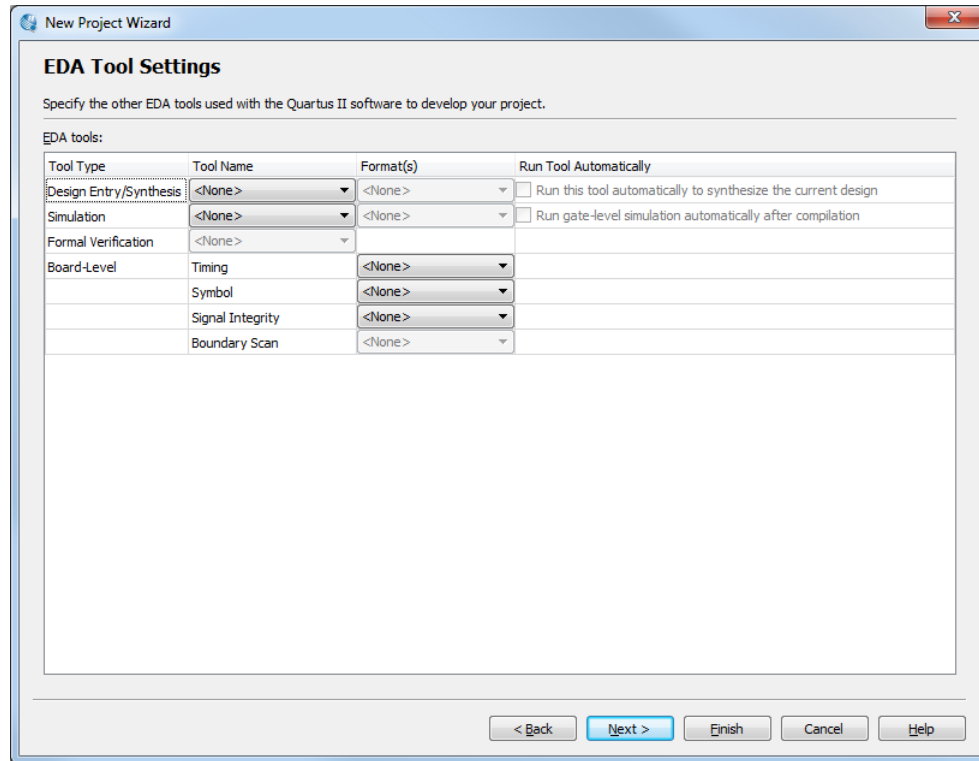 New Project Wizard
EDA Tool Settings
Specify the other EDA tools used with the Quartus II software to develop your project.
EDA tools:
Tool Type Tool Name Format(s) Run Tool Automatically
Design Entry/Synthesis <None> <None> Run this tool automatically to synthesize the current design
Simulation <None> <None> Run gate-level simulation automatically after compilation
Formal Verification <None>
Board-Level Timing <None>
Symbol <None>
Signal Integrity <None>
Boundary Scan <None>
< Back Next > Finish Cancel Help